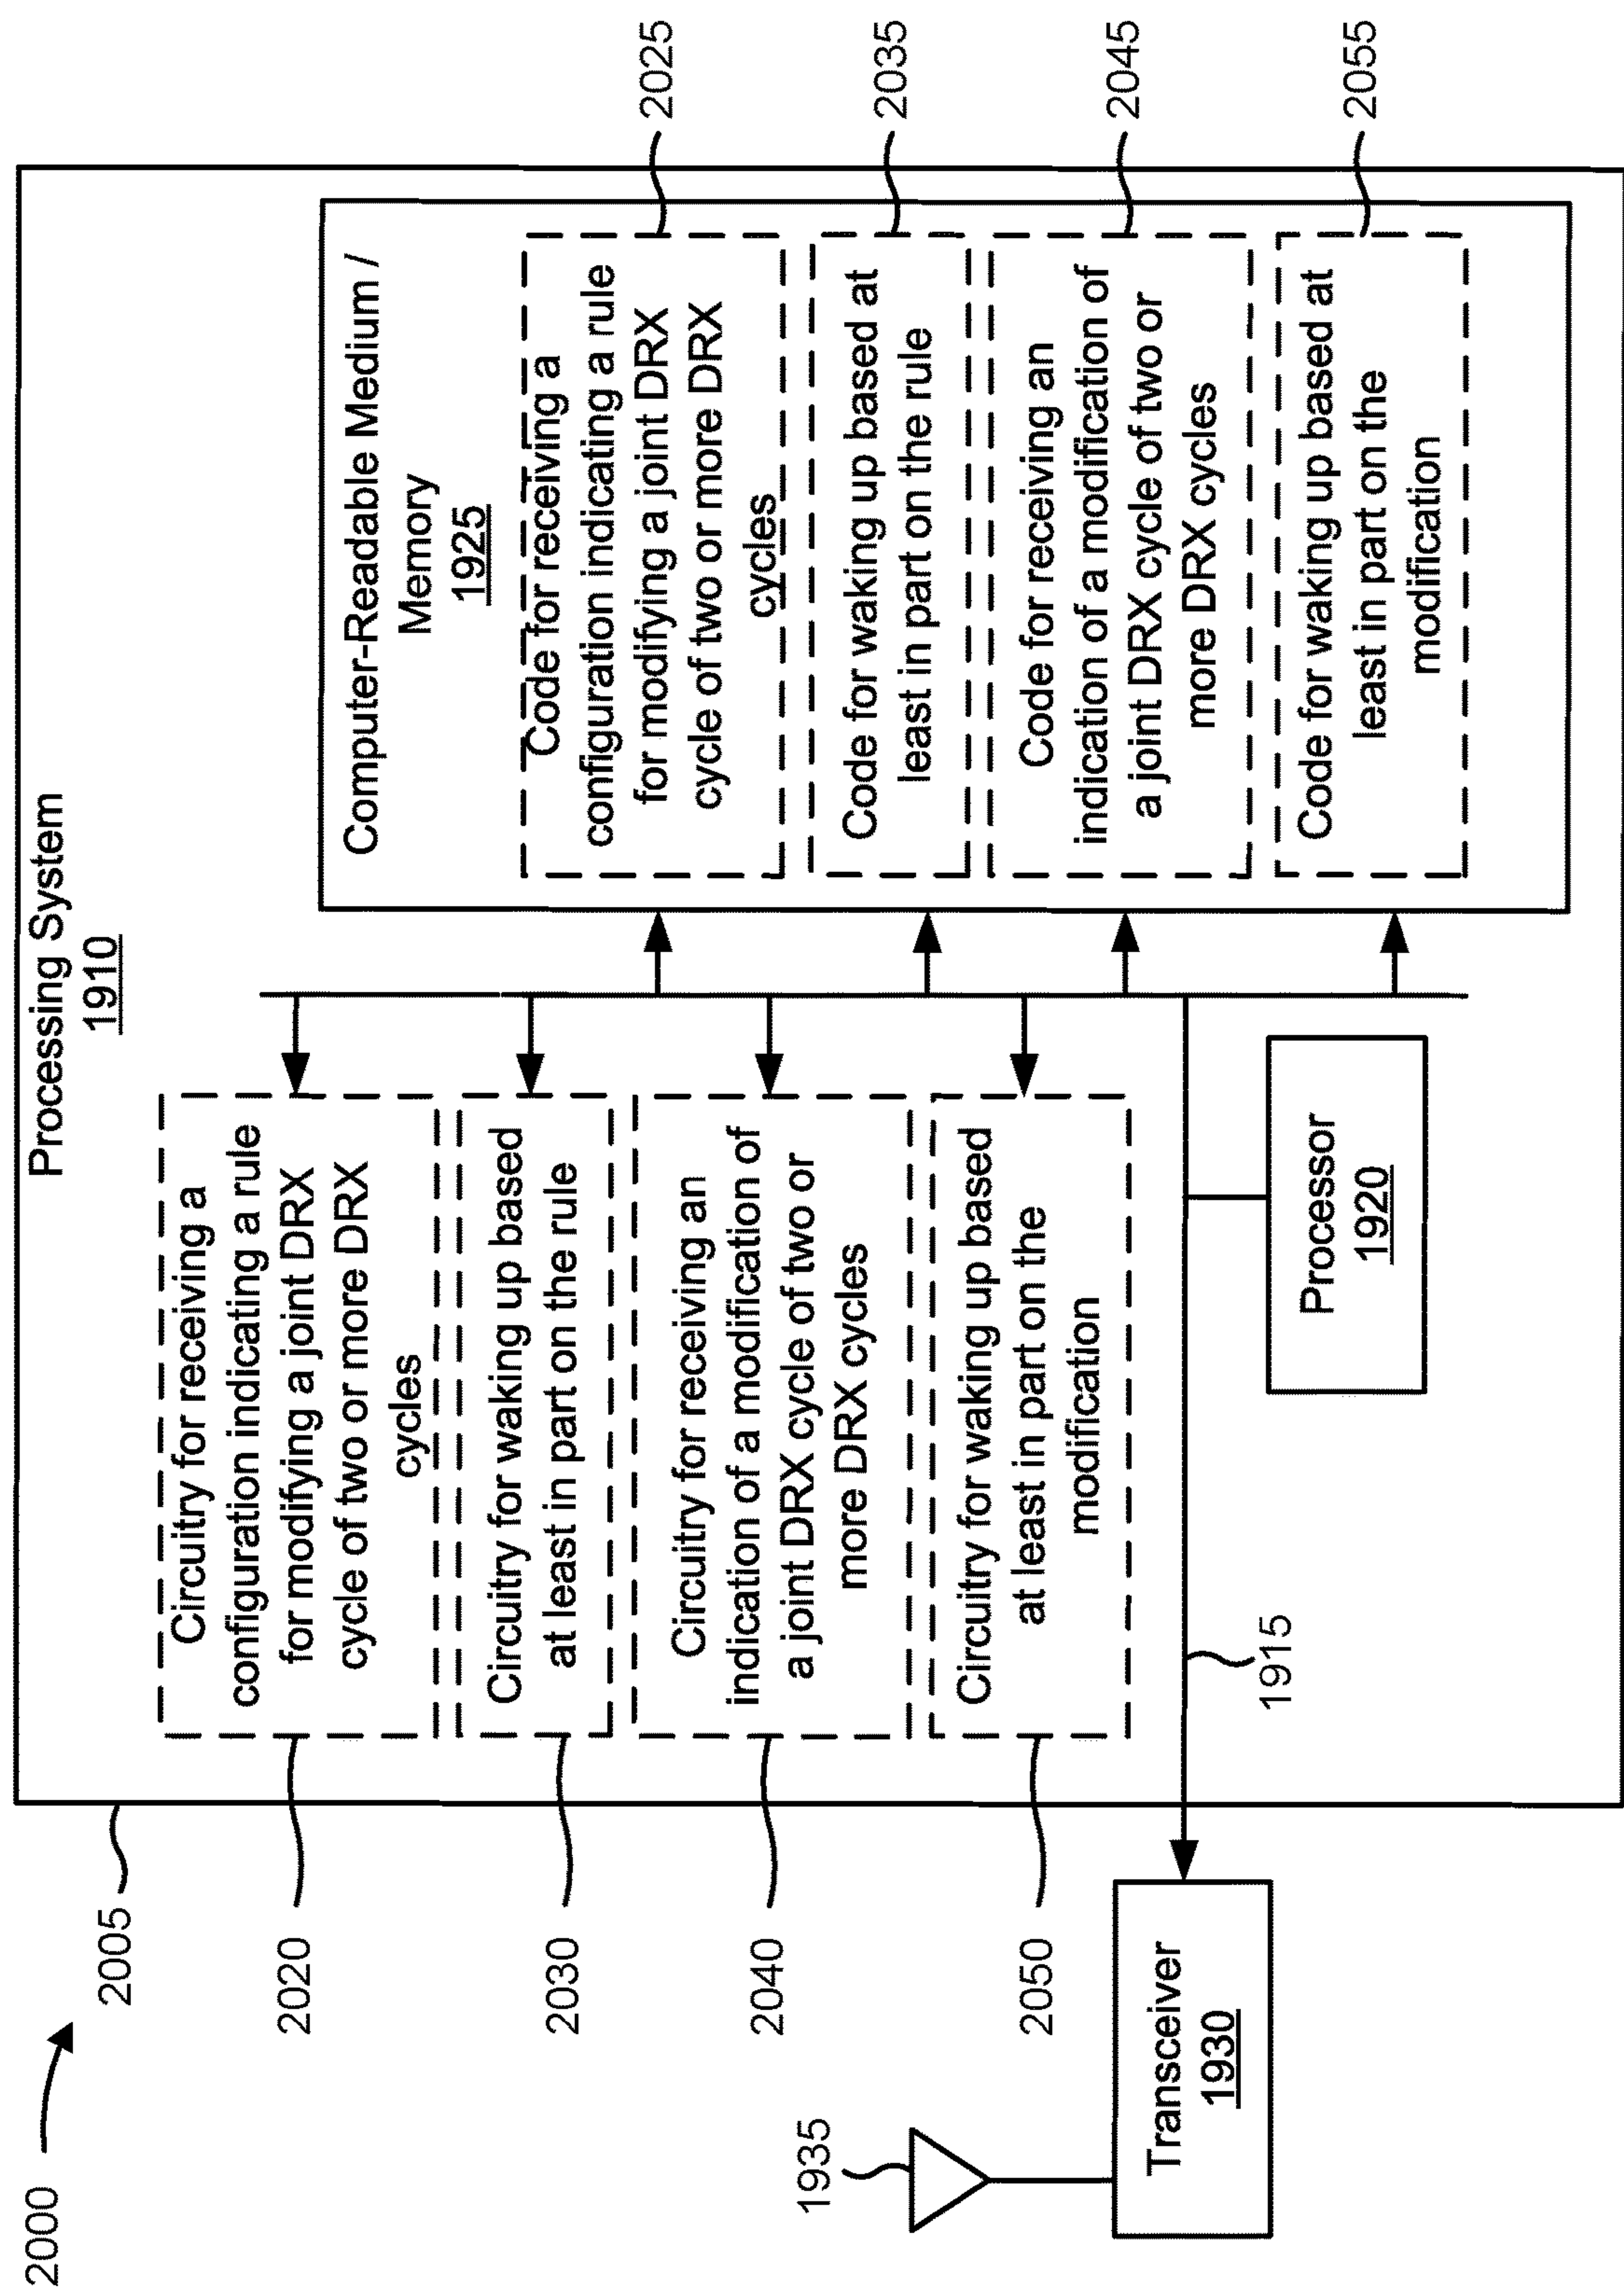 2000
2005
Processing System
1910
Circuitry for receiving a
configuration indicating a rule
for modifying a joint DRX
cycle of two or more DRX
cycles
Circuitry for waking up based
at least in part on the rule
Circuitry for receiving an
indication of a modification of
a joint DRX cycle of two or
more DRX cycles
Circuitry for waking up based
at least in part on the
modification
2020
2030
2040
2050
Computer-Readable Medium /
Memory
1925
Code for receiving a
configuration indicating a rule
for modifying a joint DRX
cycle of two or more DRX
cycles
Code for waking up based at
least in part on the rule
Code for receiving an
indication of a modification of
a joint DRX cycle of two or
more DRX cycles
Code for waking up based at
least in part on the
modification
2025
2035
2045
2055
1935
Transceiver
1930
1915
Processor
1920